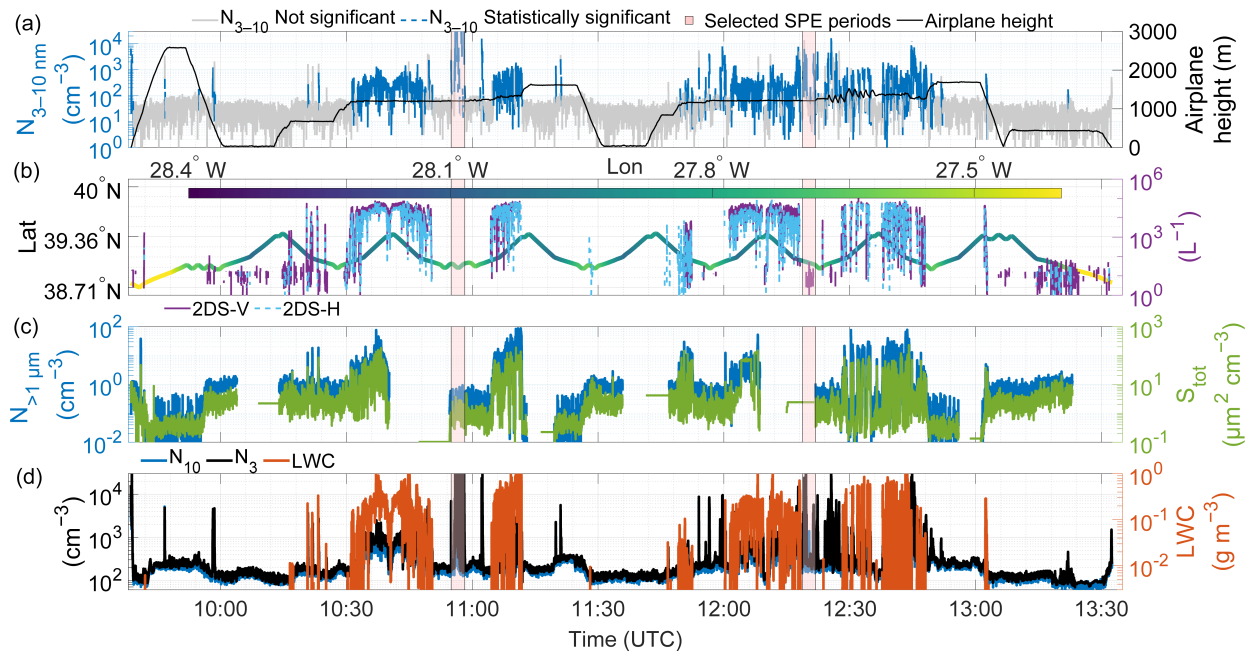 (a) N3–10 Not significant N3–10 Statistically significant Selected SPE periods Airplane height
10^4
10^3
10^2
10^1
10^0
N3–10 nm
(cm−3)
3000
2000
1000
0
Airplane
height (m)
28.4° W 28.1° W Lon 27.8° W 27.5° W
(b)
40°N
39.36°N
38.71°N
Lat
10^6
10^3
10^0
(L−1)
2DS-V 2DS-H
(c)
10^2
10^0
10^-2
N>1 µm
(cm−3)
10^3
10^1
10^-1
Stot
(µm2 cm−3)
N10 N3 LWC
(d)
10^4
10^3
10^2
(cm−3)
10^0
10^-1
10^-2
LWC
(g m−3)
10:00 10:30 11:00 11:30 12:00 12:30 13:00 13:30
Time (UTC)